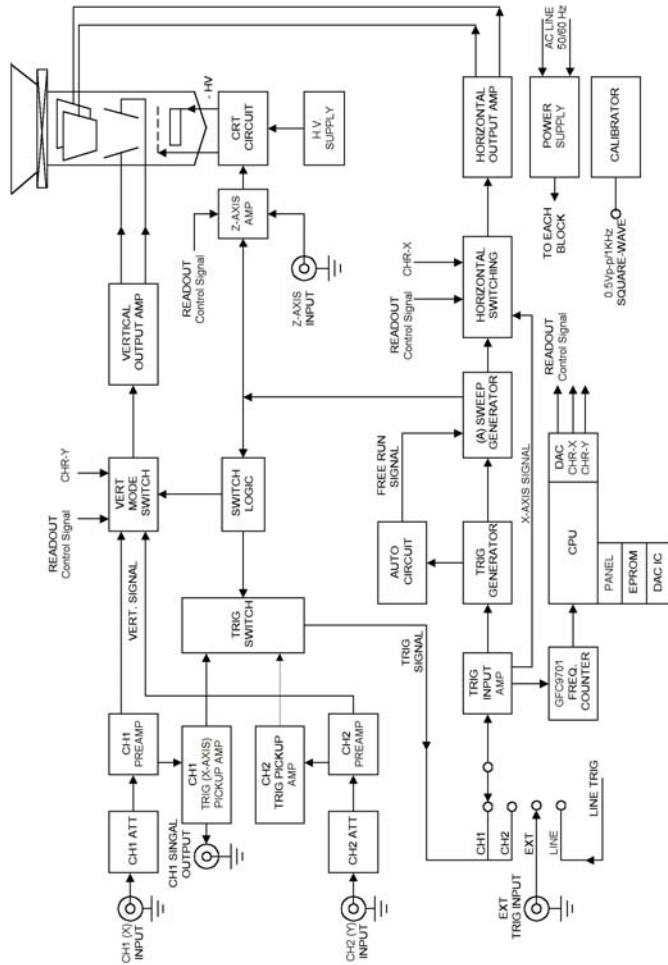 CH1 (X)
INPUT
CH1 ATT
CH1
PREAMP
VERT. SIGNAL
READOUT
Control Signal
CHR-Y
VERT
MODE
SWITCH
VERTICAL
OUTPUT AMP
CH1
TRIG (X-AXIS)
PICKUP AMP
CH1 SINGAL
OUTPUT
TRIG
SWITCH
SWITCH
LOGIC
READOUT
Control Signal
Z-AXIS
AMP
Z-AXIS
INPUT
CRT
CIRCUIT
- HV
H.V.
SUPPLY
CH2
TRIG PICKUP
AMP
CH2 (Y)
INPUT
CH2 ATT
CH2
PREAMP
TRIG
SIGNAL
AUTO
CIRCUIT
FREE RUN
SIGNAL
CH1
CH2
EXT
LINE
EXT
TRIG INPUT
LINE TRIG
TRIG
INPUT
AMP
TRIG
GENERATOR
(A) SWEEP
GENERATOR
READOUT
Control Signal
CHR-X
HORIZONTAL
SWITCHING
HORIZONTAL
OUTPUT AMP
X-AXIS SIGNAL
GFC9701
FREQ.
COUNTER
CPU
DAC
CHR-X
CHR-Y
READOUT
Control Signal
PANEL
EPROM
DAC IC
TO EACH
BLOCK
POWER
SUPPLY
AC LINE
50/60 Hz
0.5Vp-p/1KHz
SQUARE-WAVE
CALIBRATOR